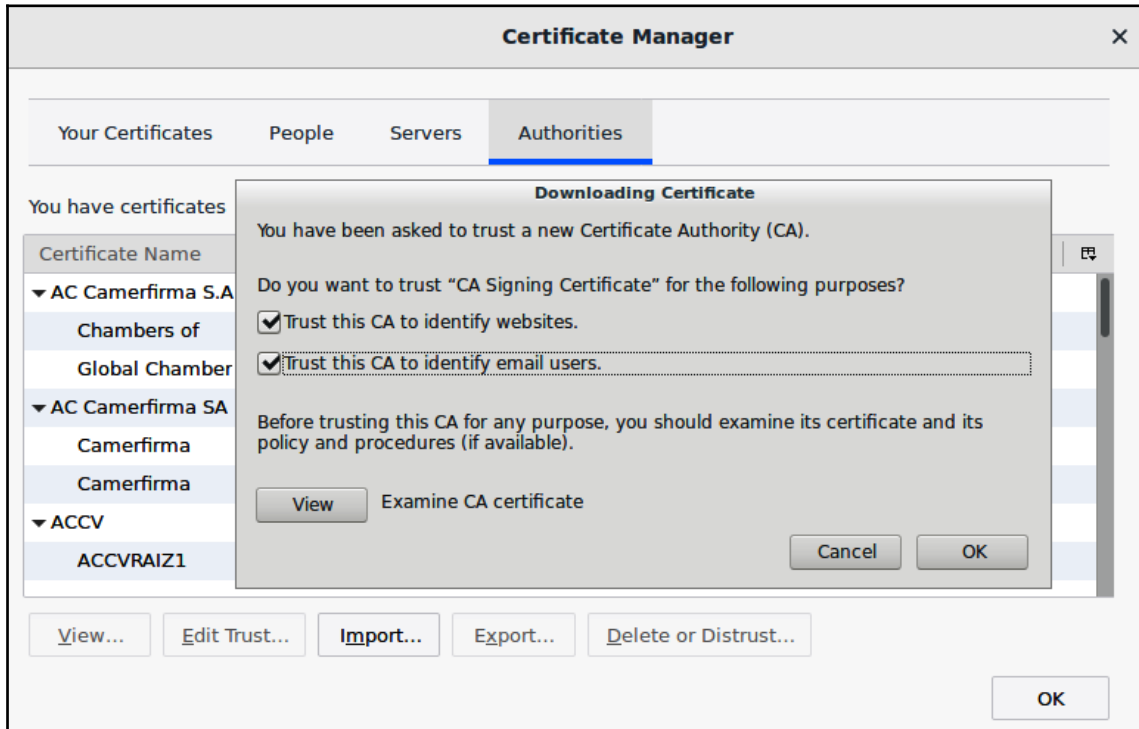 Certificate Manager
Your Certificates People Servers Authorities
You have certificates
Certificate Name
AC Camerfirma S.A
Chambers of
Global Chamber
AC Camerfirma SA
Camerfirma
Camerfirma
ACCV
ACCVRAIZ1
Downloading Certificate
You have been asked to trust a new Certificate Authority (CA).
Do you want to trust “CA Signing Certificate” for the following purposes?
Trust this CA to identify websites.
Trust this CA to identify email users.
Before trusting this CA for any purpose, you should examine its certificate and its
policy and procedures (if available).
View Examine CA certificate
Cancel OK
View... Edit Trust... Import... Export... Delete or Distrust...
OK